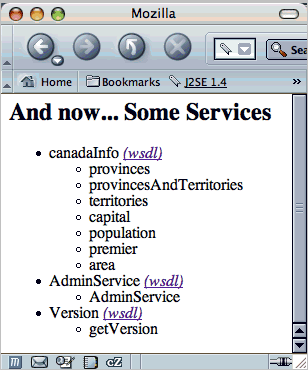 Mozilla
Sea
Home Bookmarks J2SE 1.4 »
And now... Some Services
• canadaInfo (wsdl)
◦ provinces
◦ provincesAndTerritories
◦ territories
◦ capital
◦ population
◦ premier
◦ area
• AdminService (wsdl)
◦ AdminService
• Version (wsdl)
◦ getVersion